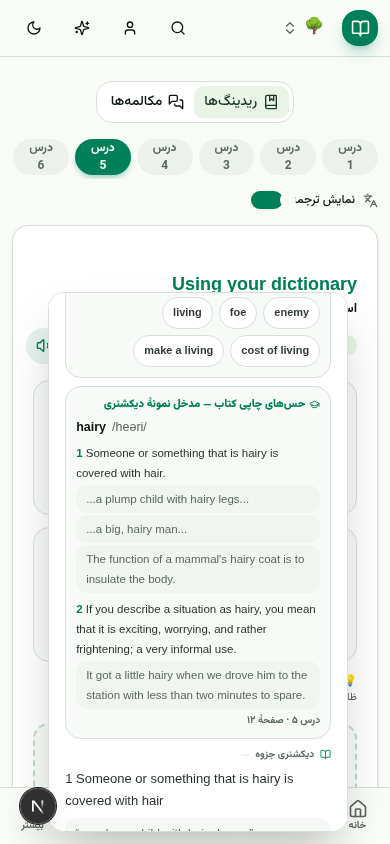 ریدینگ‌ها
مکالمه‌ها
درس 1
درس 2
درس 3
درس 4
درس 5
درس 6
نمایش ترجمه
Using your dictionary
living
foe
enemy
make a living
cost of living
حس‌های چاپی کتاب — مدخل نمونهٔ دیکشنری
hairy /heəri/
1 Someone or something that is hairy is
covered with hair.
...a plump child with hairy legs...
...a big, hairy man...
The function of a mammal's hairy coat is to
insulate the body.
2 If you describe a situation as hairy, you mean
that it is exciting, worrying, and rather
frightening; a very informal use.
It got a little hairy when we drove him to the
station with less than two minutes to spare.
درس ۵ · صفحهٔ ۱۲
دیکشنری جزوه —
1 Someone or something that is hairy is
covered with hair
خانه
N
بیشتر